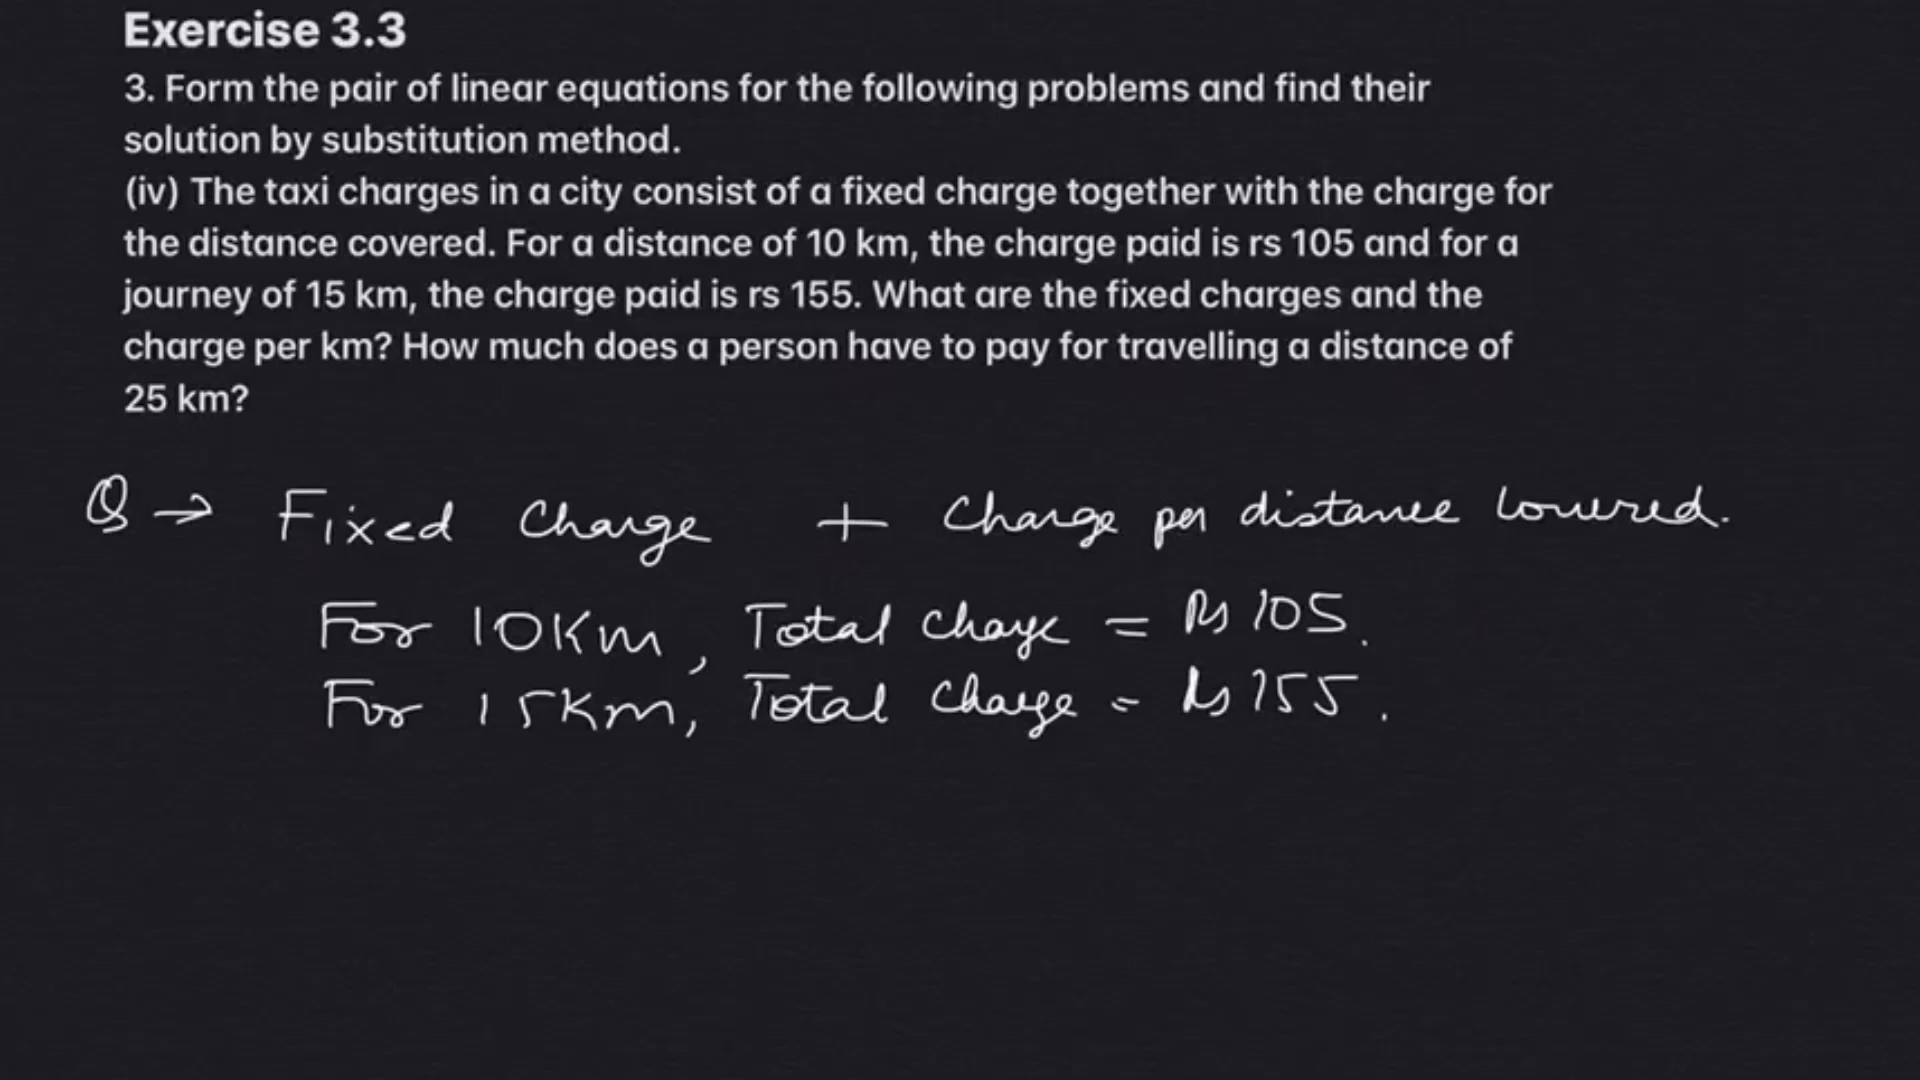 Exercise 3.3
3. Form the pair of linear equations for the following problems and find their
solution by substitution method.
(iv) The taxi charges in a city consist of a fixed charge together with the charge for
the distance covered. For a distance of 10 km, the charge paid is rs 105 and for a
journey of 15 km, the charge paid is rs 155. What are the fixed charges and the
charge per km? How much does a person have to pay for travelling a distance of
25 km?
Q → Fixed Charge + Charge per distance covered.
For 10Km, Total charge = Rs 105.
For 15Km, Total Charge = Rs 155.